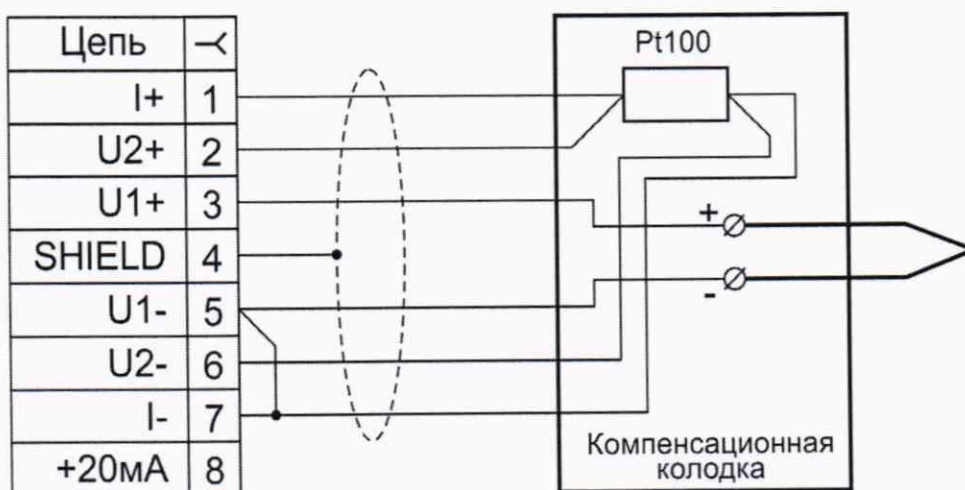 Цепь
I+ 1
U2+ 2
U1+ 3
SHIELD 4
U1- 5
U2- 6
I- 7
+20мА 8
Pt100
+
-
Компенсационная
колодка